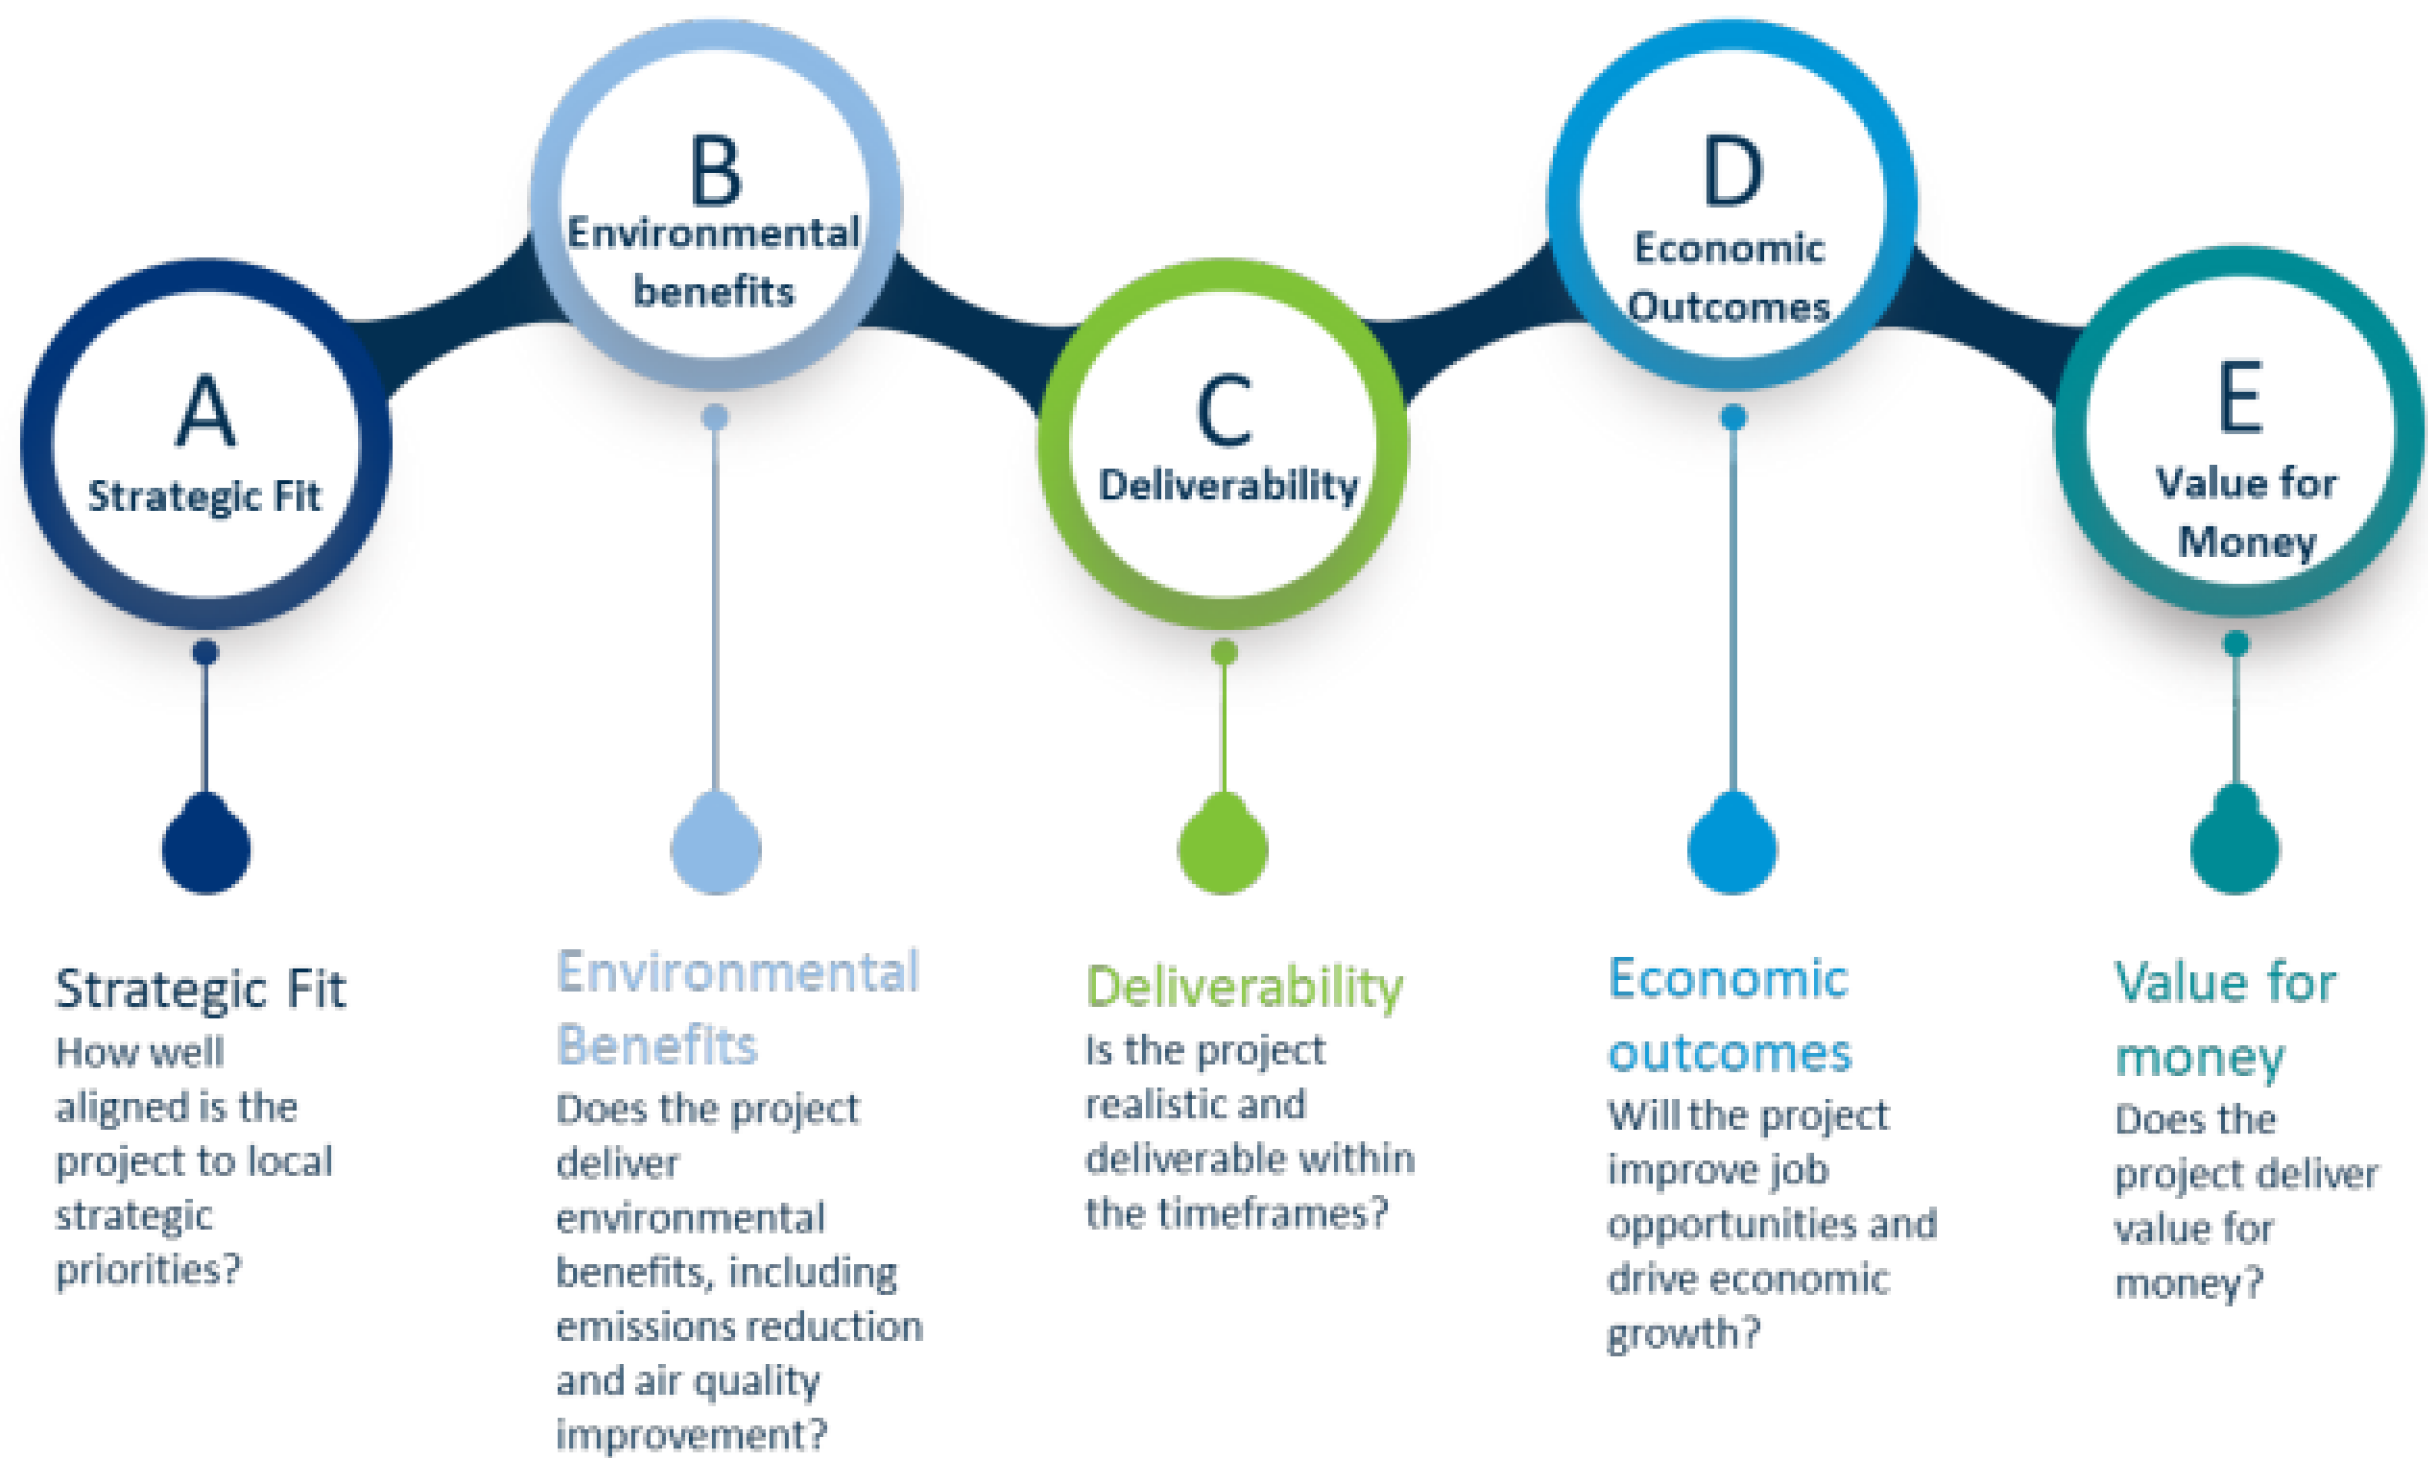 A
Strategic Fit
B
Environmental
benefits
C
Deliverability
D
Economic
Outcomes
E
Value for
Money
Strategic Fit
How well
aligned is the
project to local
strategic
priorities?
Environmental
Benefits
Does the project
deliver
environmental
benefits, including
emissions reduction
and air quality
improvement?
Deliverability
Is the project
realistic and
deliverable within
the timeframes?
Economic
outcomes
Will the project
improve job
opportunities and
drive economic
growth?
Value for
money
Does the
project deliver
value for
money?